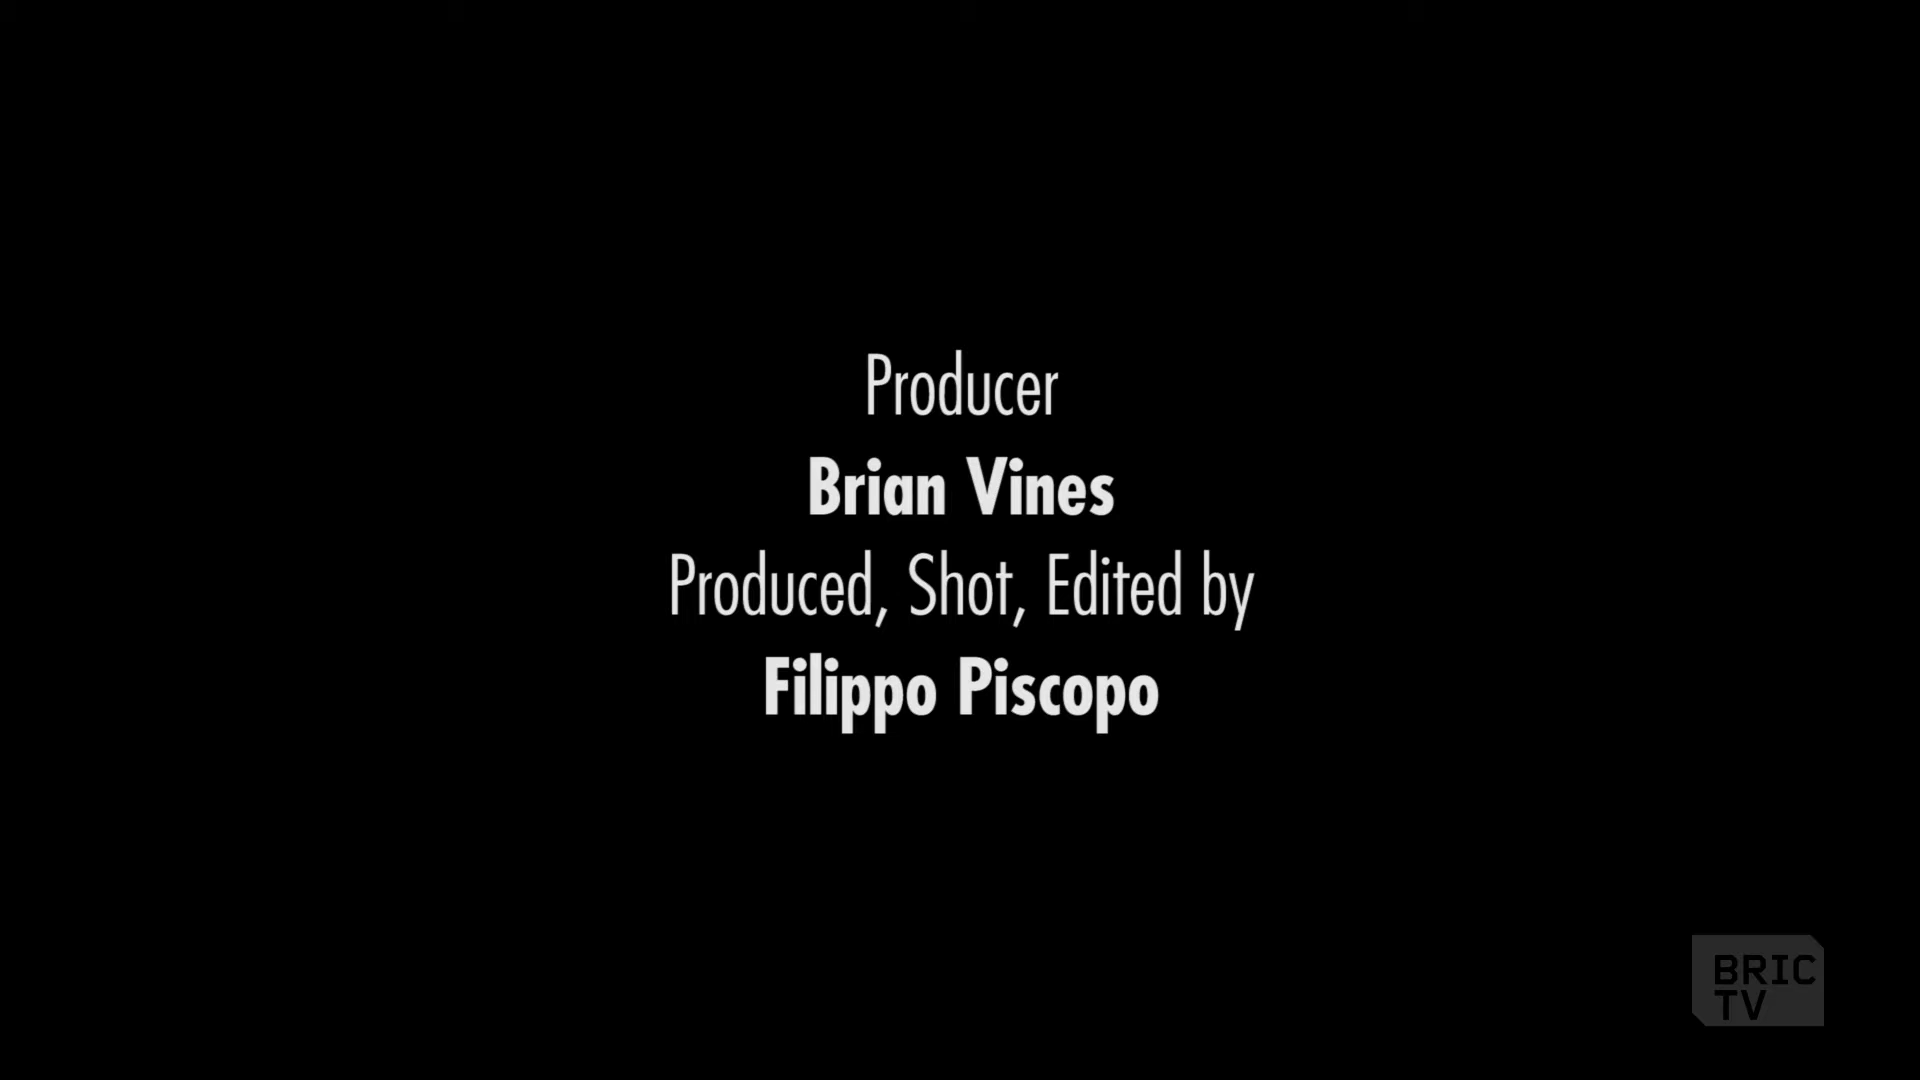 Producer
Brian Vines
Produced, Shot, Edited by
Filippo Piscopo
BRIC
TV